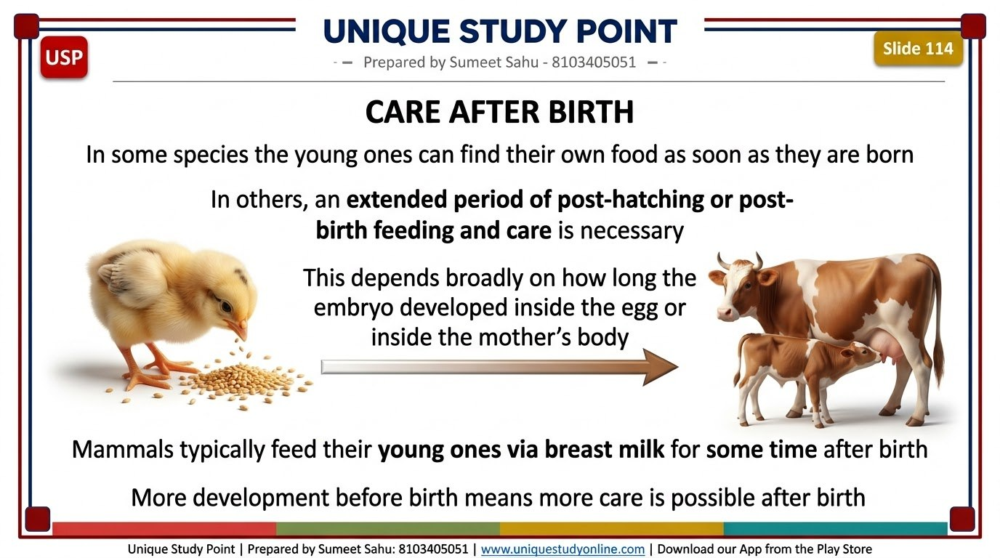 UNIQUE STUDY POINT
USP
- – Prepared by Sumeet Sahu - 8103405051 – -
Slide 114
CARE AFTER BIRTH
In some species the young ones can find their own food as soon as they are born
In others, an extended period of post-hatching or post-
birth feeding and care is necessary
This depends broadly on how long the
embryo developed inside the egg or
inside the mother’s body
Mammals typically feed their young ones via breast milk for some time after birth
More development before birth means more care is possible after birth
Unique Study Point | Prepared by Sumeet Sahu: 8103405051 | www.uniquestudyonline.com | Download our App from the Play Store